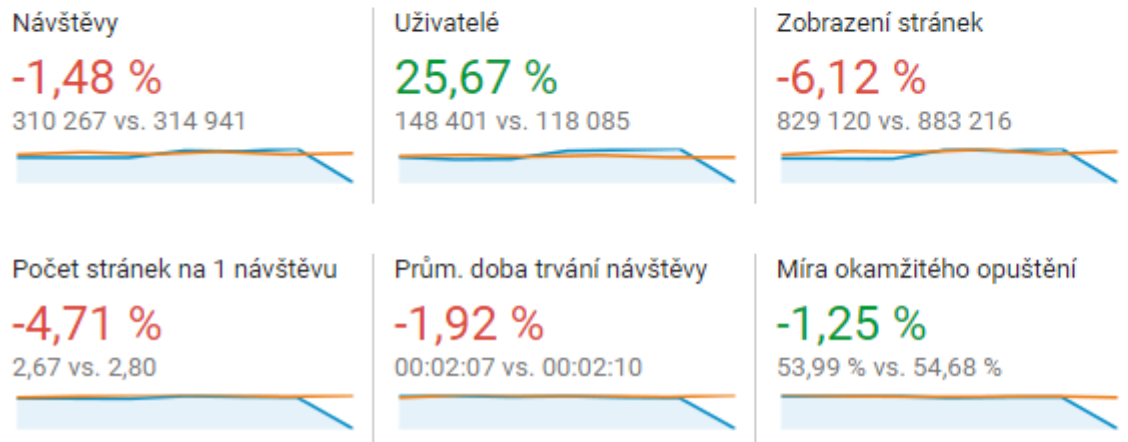 Návštěvy
-1,48 %
310 267 vs. 314 941
Uživatelé
25,67 %
148 401 vs. 118 085
Zobrazení stránek
-6,12 %
829 120 vs. 883 216
Počet stránek na 1 návštěvu
-4,71 %
2,67 vs. 2,80
Prům. doba trvání návštěvy
-1,92 %
00:02:07 vs. 00:02:10
Míra okamžitého opuštění
-1,25 %
53,99 % vs. 54,68 %